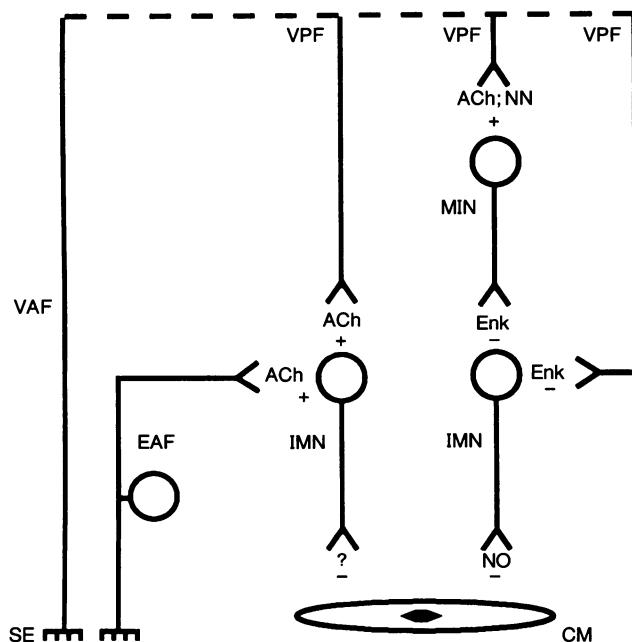 VPF VPF VPF
ACh; NN
+
MIN
VAF
ACh
+
Enk
−
ACh
+
Enk
−
EAF
IMN
IMN
?
−
NO
−
SE
CM